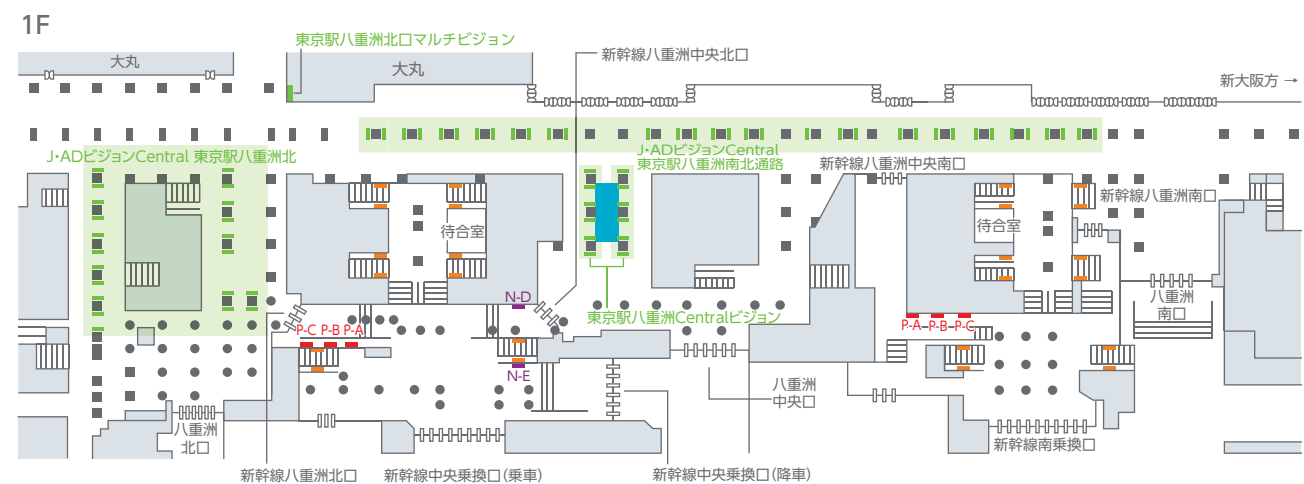 1F
東京駅八重洲北口マルチビジョン
大丸
大丸
新幹線八重洲中央北口
新大阪方 →
J・ADビジョンCentral 東京駅八重洲北
J・ADビジョンCentral
東京駅八重洲南北通路
新幹線八重洲中央南口
新幹線八重洲南口
待合室
待合室
N-D
東京駅八重洲Centralビジョン
八重洲
南口
P-C P-B P-A
P-A P-B P-C
N-E
八重洲
中央口
八重洲
北口
新幹線南乗換口
新幹線八重洲北口
新幹線中央乗換口(乗車)
新幹線中央乗換口(降車)